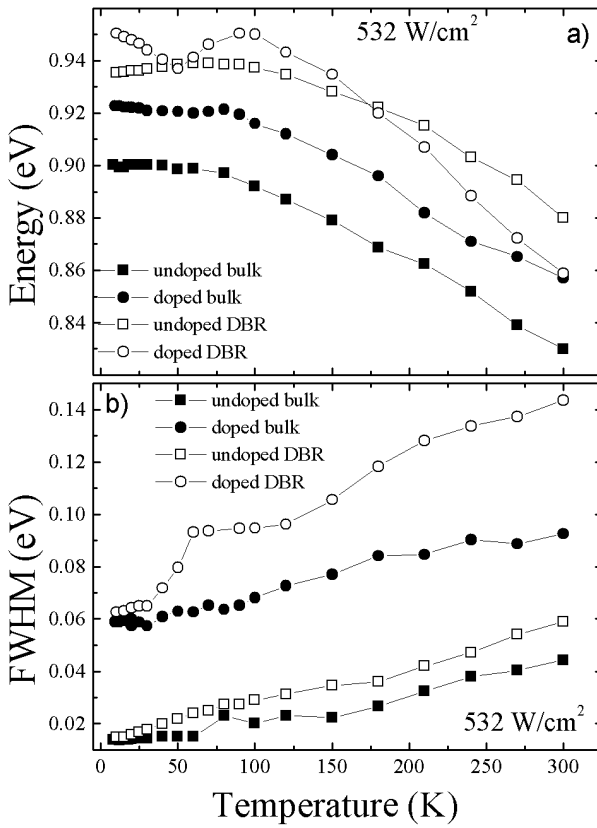 532 W/cm²
a)
0.94
0.92
0.90
0.88
0.86
0.84
Energy (eV)
undoped bulk
doped bulk
undoped DBR
doped DBR
b)
undoped bulk
doped bulk
undoped DBR
doped DBR
0.14
0.12
0.10
0.08
0.06
0.04
0.02
FWHM (eV)
532 W/cm²
0 50 100 150 200 250 300
Temperature (K)